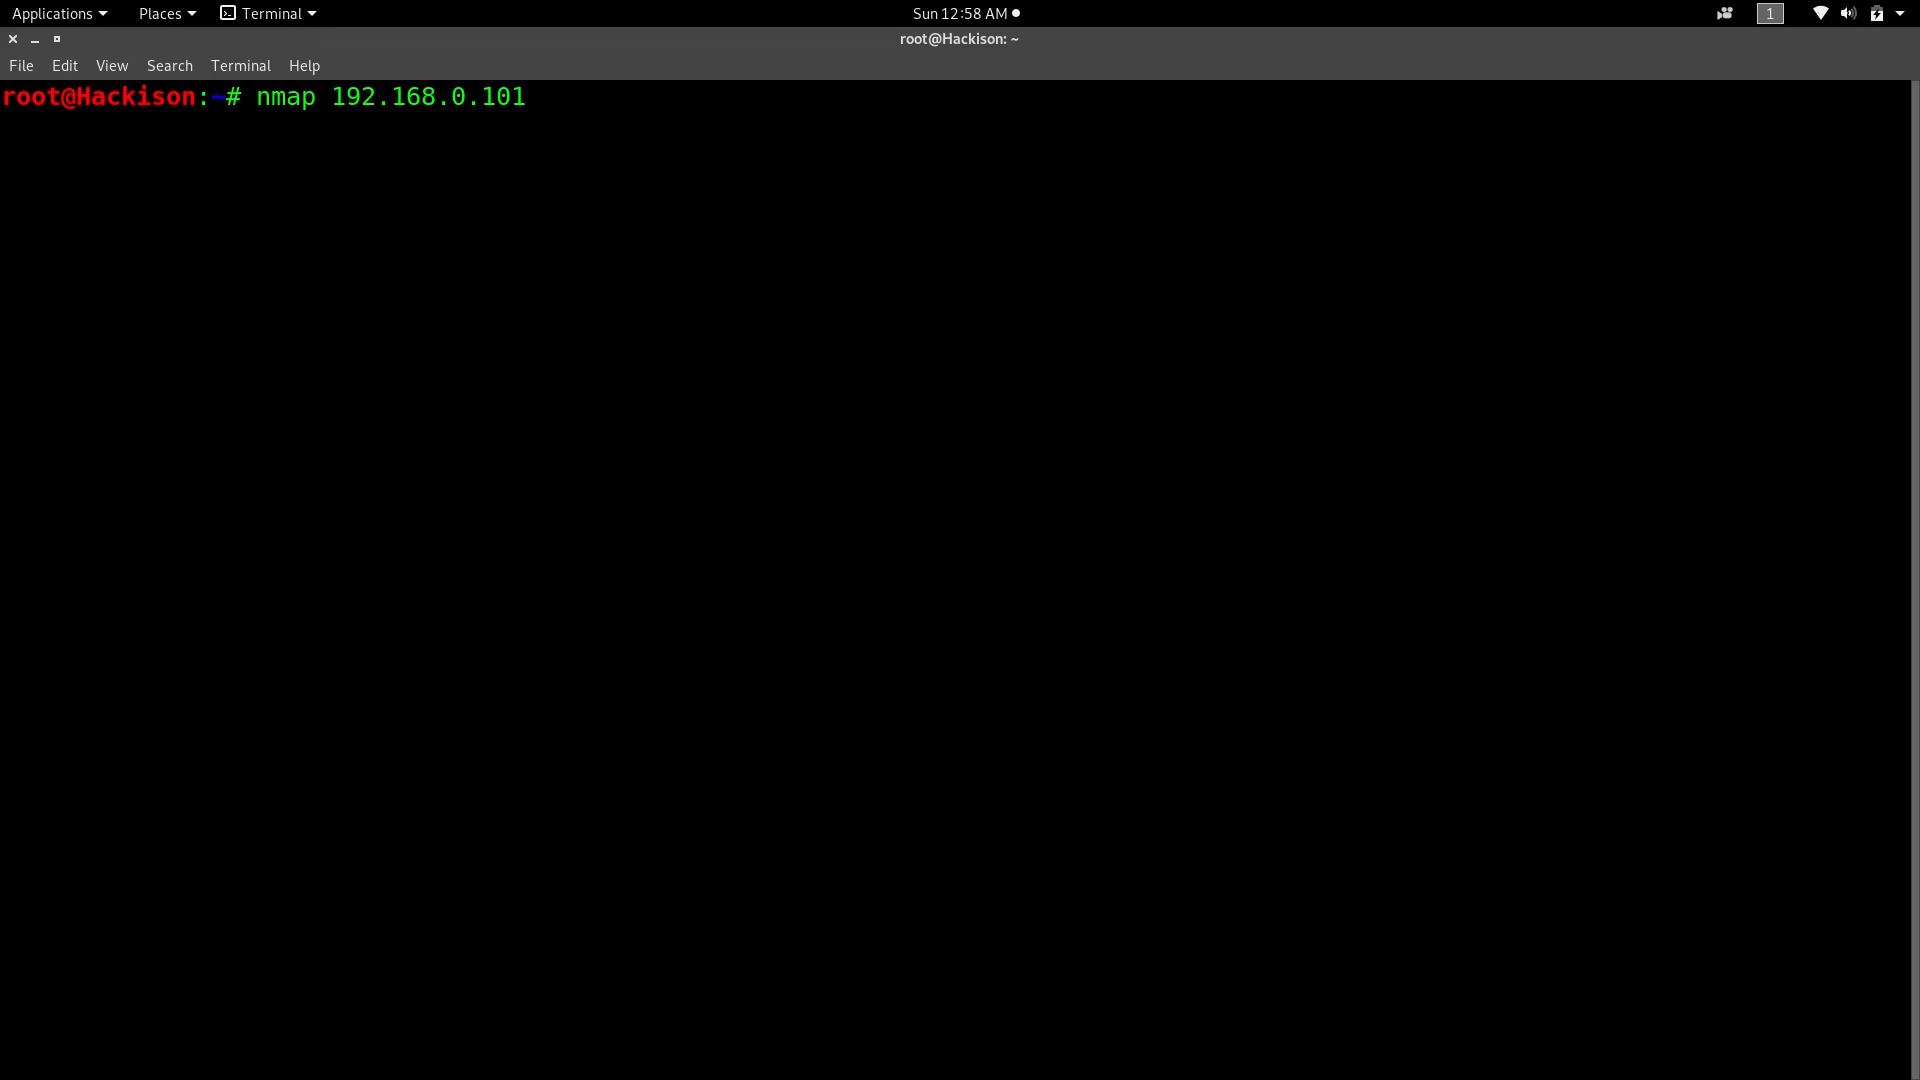 Applications Places Terminal Sun 12:58 AM 1
root@Hackison: ~
File Edit View Search Terminal Help
root@Hackison:~# nmap 192.168.0.101